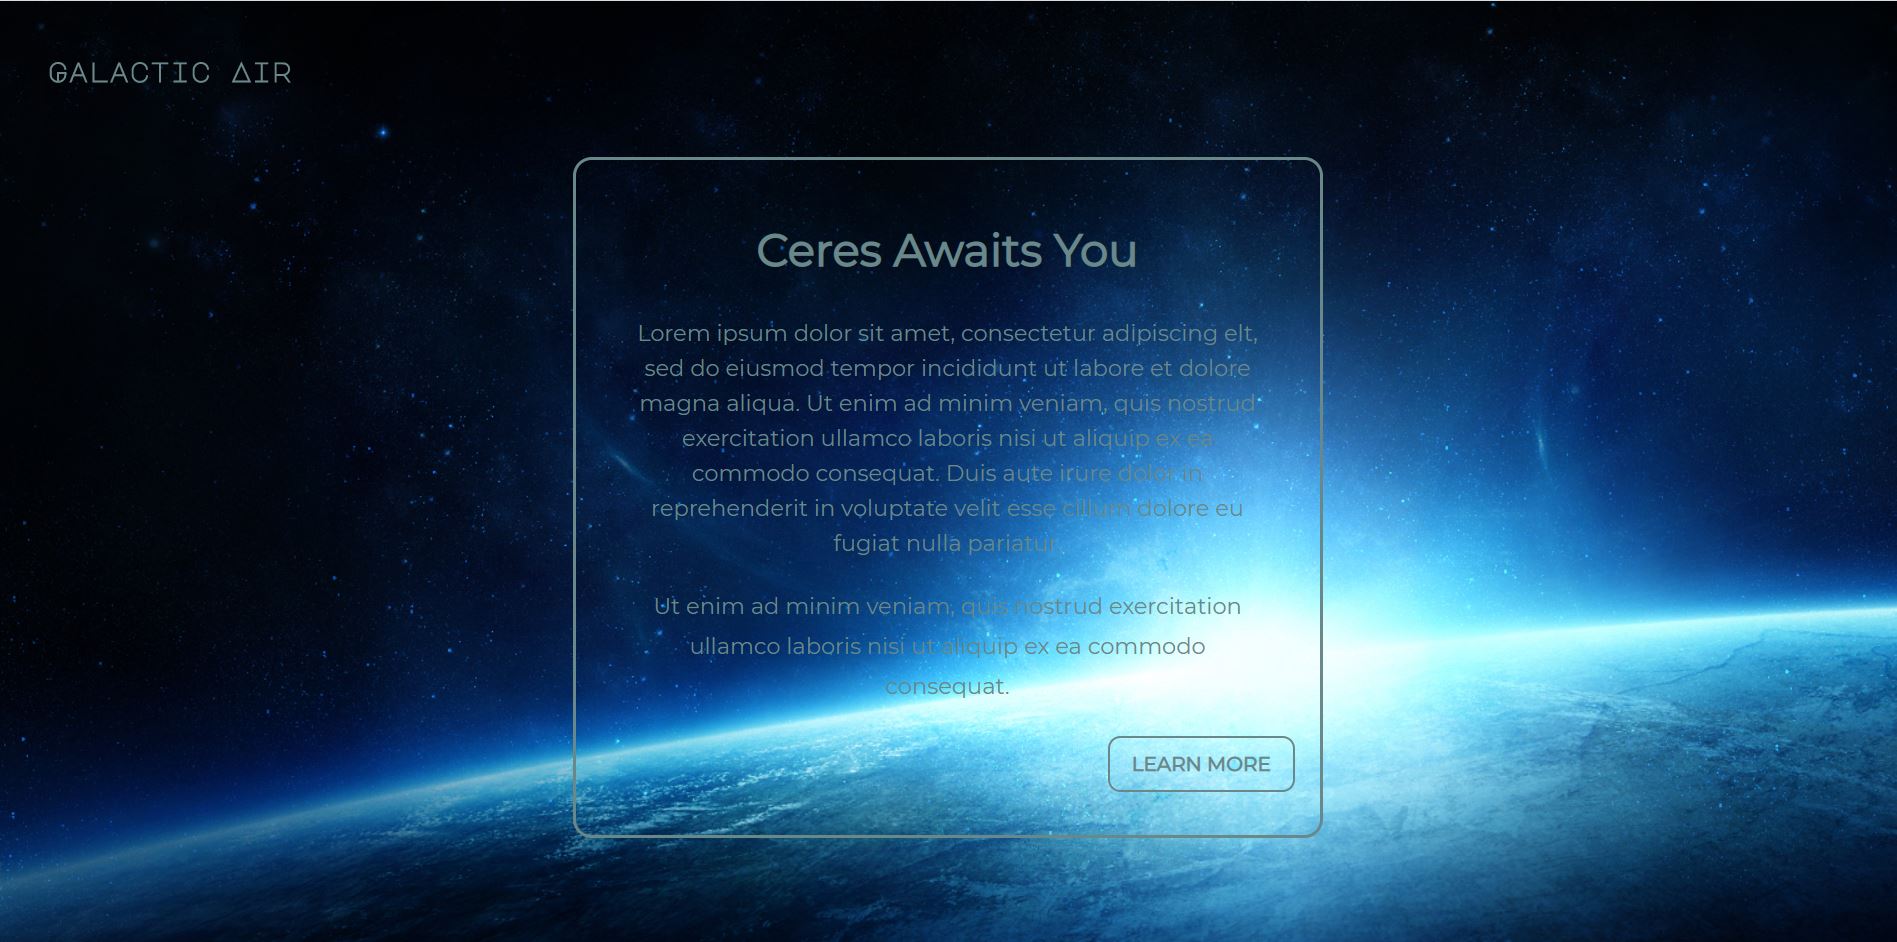 GALACTIC AIR
Ceres Awaits You
Lorem ipsum dolor sit amet, consectetur adipiscing elt,
sed do eiusmod tempor incididunt ut labore et dolore
magna aliqua. Ut enim ad minim veniam, quis nostrud
exercitation ullamco laboris nisi ut aliquip ex ea
commodo consequat. Duis aute irure dolor in
reprehenderit in voluptate velit esse cillum dolore eu
fugiat nulla pariatur.
Ut enim ad minim veniam, quis nostrud exercitation
ullamco laboris nisi ut aliquip ex ea commodo
consequat.
LEARN MORE